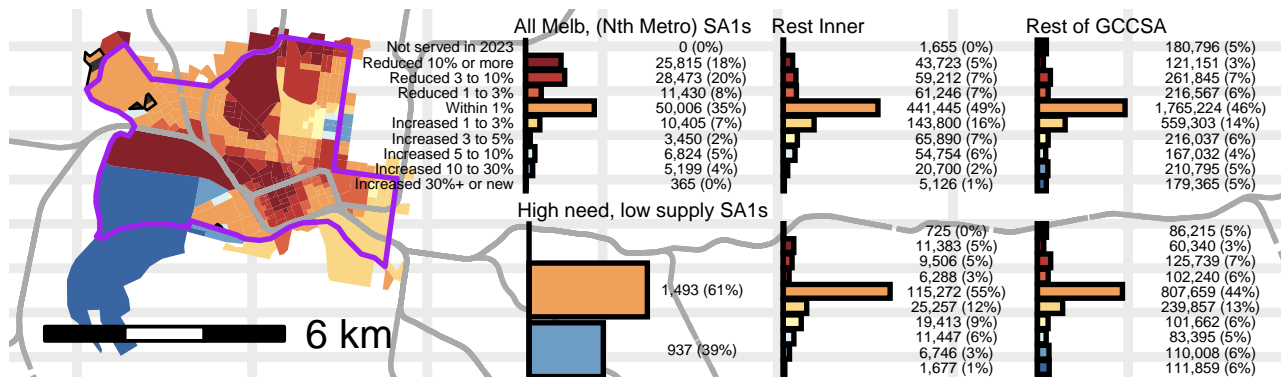 All Melb, (Nth Metro) SA1s Rest Inner Rest of GCCSA
Not served in 2023 0 (0%) 1,655 (0%) 180,796 (5%)
Reduced 10% or more 25,815 (18%) 43,723 (5%) 121,151 (3%)
Reduced 3 to 10% 28,473 (20%) 59,212 (7%) 261,845 (7%)
Reduced 1 to 3% 11,430 (8%) 61,246 (7%) 216,567 (6%)
Within 1% 50,006 (35%) 441,445 (49%) 1,765,224 (46%)
Increased 1 to 3% 10,405 (7%) 143,800 (16%) 559,303 (14%)
Increased 3 to 5% 3,450 (2%) 65,890 (7%) 216,037 (6%)
Increased 5 to 10% 6,824 (5%) 54,754 (6%) 167,032 (4%)
Increased 10 to 30% 5,199 (4%) 20,700 (2%) 210,795 (5%)
Increased 30%+ or new 365 (0%) 5,126 (1%) 179,365 (5%)
High need, low supply SA1s
725 (0%) 86,215 (5%)
11,383 (5%) 60,340 (3%)
9,506 (5%) 125,739 (7%)
6,288 (3%) 102,240 (6%)
1,493 (61%) 115,272 (55%) 807,659 (44%)
25,257 (12%) 239,857 (13%)
19,413 (9%) 101,662 (6%)
937 (39%) 11,447 (6%) 83,395 (5%)
6,746 (3%) 110,008 (6%)
1,677 (1%) 111,859 (6%)
6 km